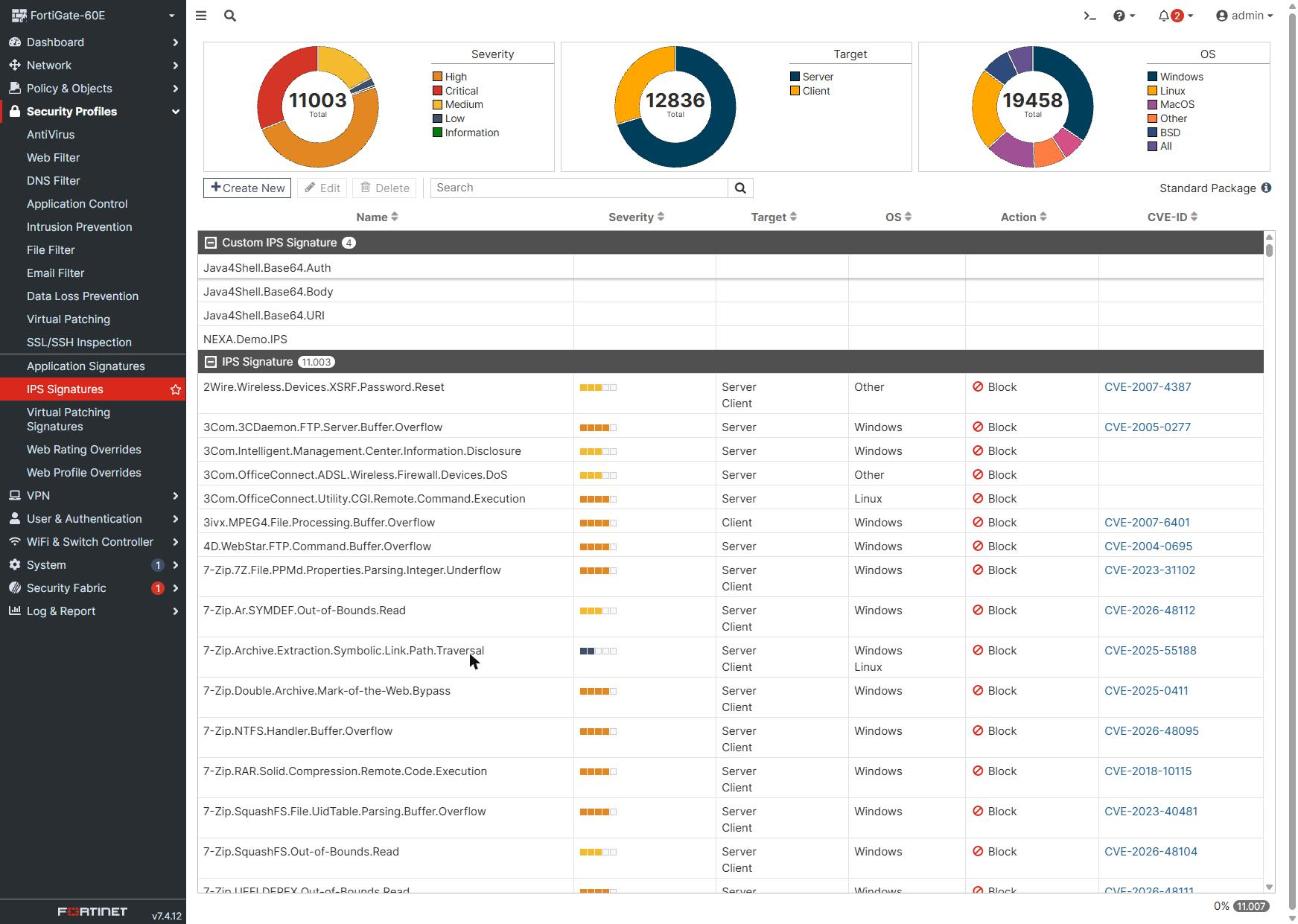 FortiGate-60E
Dashboard
Network
Policy & Objects
Security Profiles
AntiVirus
Web Filter
DNS Filter
Application Control
Intrusion Prevention
File Filter
Email Filter
Data Loss Prevention
Virtual Patching
SSL/SSH Inspection
Application Signatures
IPS Signatures
Virtual Patching
Signatures
Web Rating Overrides
Web Profile Overrides
VPN
User & Authentication
WiFi & Switch Controller
System 1
Security Fabric 1
Log & Report
FORTINET v7.4.12
2 admin
11003
Total
Severity
High
Critical
Medium
Low
Information
12836
Total
Target
Server
Client
19458
Total
OS
Windows
Linux
MacOS
Other
BSD
All
Create New Edit Delete Search Standard Package
Name Severity Target OS Action CVE-ID
Custom IPS Signature 4
Java4Shell.Base64.Auth
Java4Shell.Base64.Body
Java4Shell.Base64.URI
NEXA.Demo.IPS
IPS Signature 11.003
2Wire.Wireless.Devices.XSRF.Password.Reset Server Other Block CVE-2007-4387
Client
3Com.3CDaemon.FTP.Server.Buffer.Overflow Server Windows Block CVE-2005-0277
3Com.Intelligent.Management.Center.Information.Disclosure Server Windows Block
3Com.OfficeConnect.ADSL.Wireless.Firewall.Devices.DoS Server Other Block
3Com.OfficeConnect.Utility.CGI.Remote.Command.Execution Server Linux Block
3ivx.MPEG4.File.Processing.Buffer.Overflow Client Windows Block CVE-2007-6401
4D.WebStar.FTP.Command.Buffer.Overflow Server Windows Block CVE-2004-0695
7-Zip.7Z.File.PPMd.Properties.Parsing.Integer.Underflow Server Windows Block CVE-2023-31102
Client
7-Zip.Ar.SYMDEF.Out-of-Bounds.Read Server Windows Block CVE-2026-48112
Client
7-Zip.Archive.Extraction.Symbolic.Link.Path.Traversal Server Windows Block CVE-2025-55188
Client Linux
7-Zip.Double.Archive.Mark-of-the-Web.Bypass Server Windows Block CVE-2025-0411
Client
7-Zip.NTFS.Handler.Buffer.Overflow Server Windows Block CVE-2026-48095
Client
7-Zip.RAR.Solid.Compression.Remote.Code.Execution Server Windows Block CVE-2018-10115
Client
7-Zip.SquashFS.File.UidTable.Parsing.Buffer.Overflow Server Windows Block CVE-2023-40481
Client
7-Zip.SquashFS.Out-of-Bounds.Read Server Windows Block CVE-2026-48104
Client
Server Windows Block CVE-2026-48111
0% 11.007